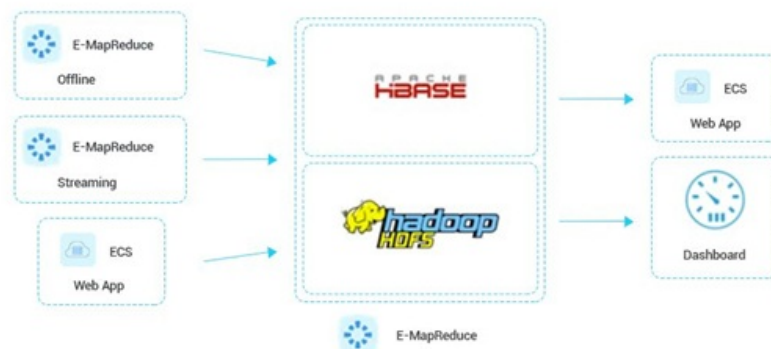 E-MapReduce
Offline
E-MapReduce
Streaming
ECS
Web App
APACHE
HBASE
hadoop
HDFS
E-MapReduce
ECS
Web App
Dashboard